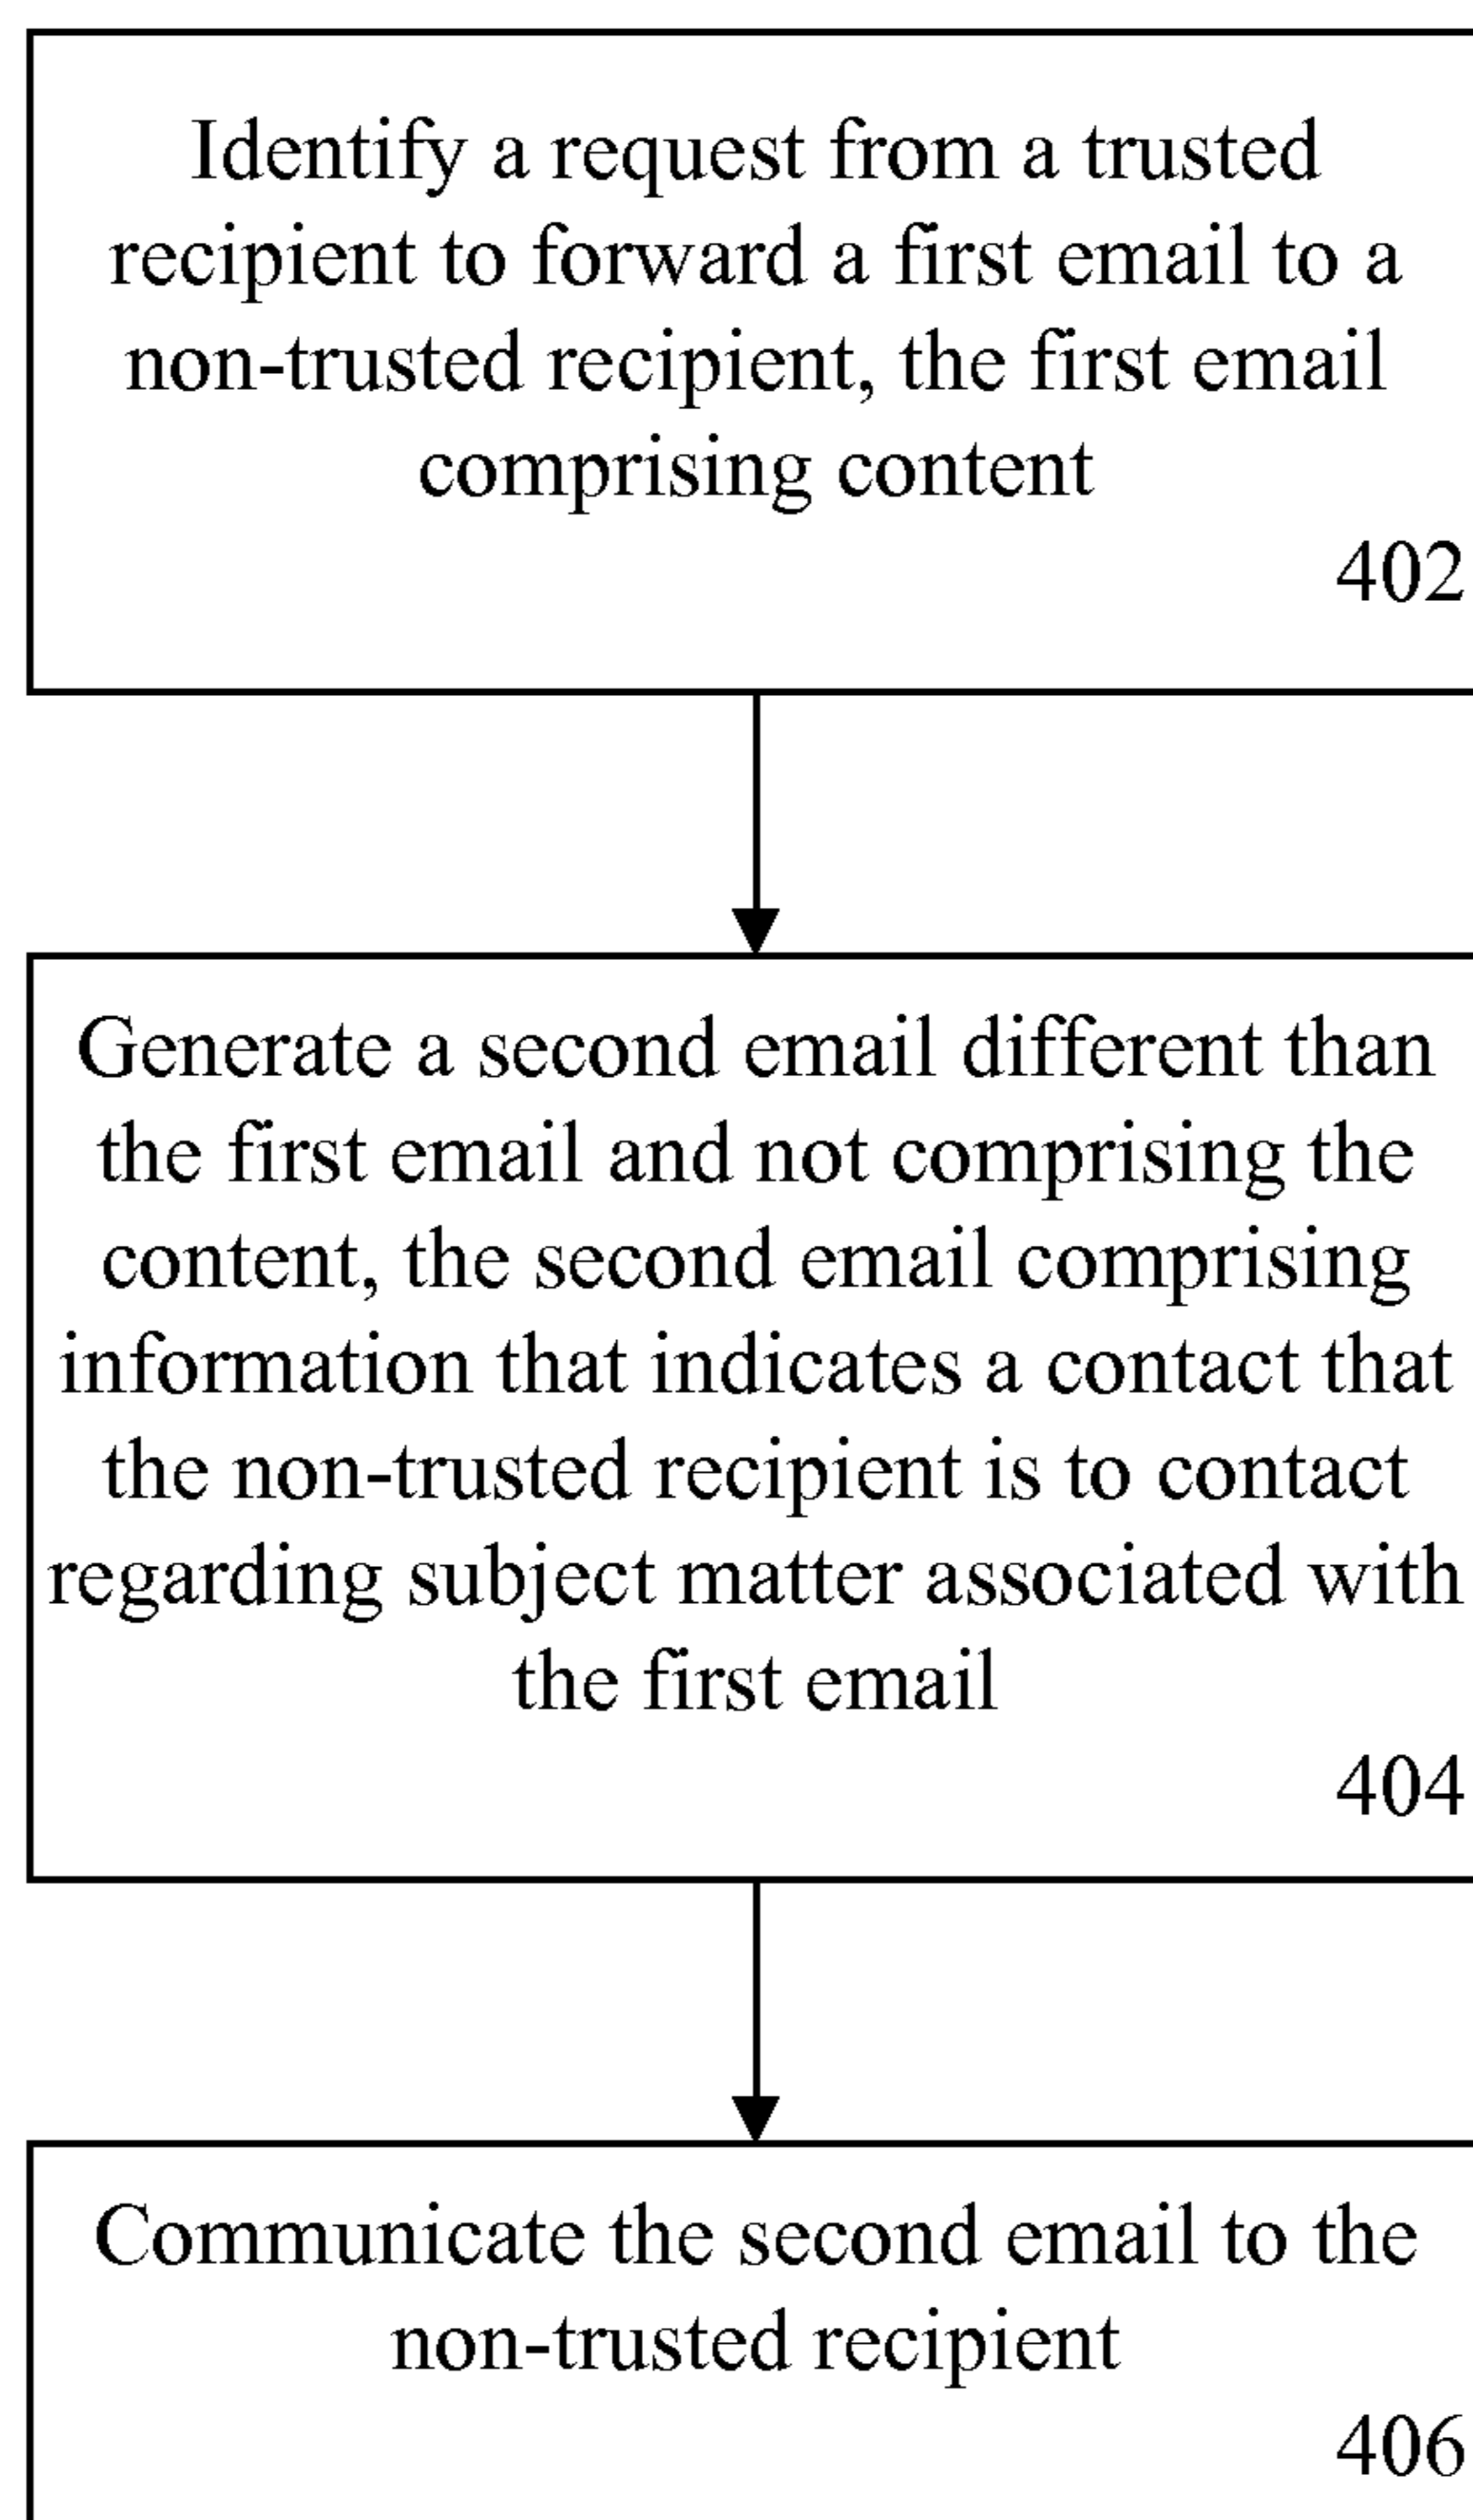 Identify a request from a trusted
recipient to forward a first email to a
non-trusted recipient, the first email
comprising content
402
Generate a second email different than
the first email and not comprising the
content, the second email comprising
information that indicates a contact that
the non-trusted recipient is to contact
regarding subject matter associated with
the first email
404
Communicate the second email to the
non-trusted recipient
406